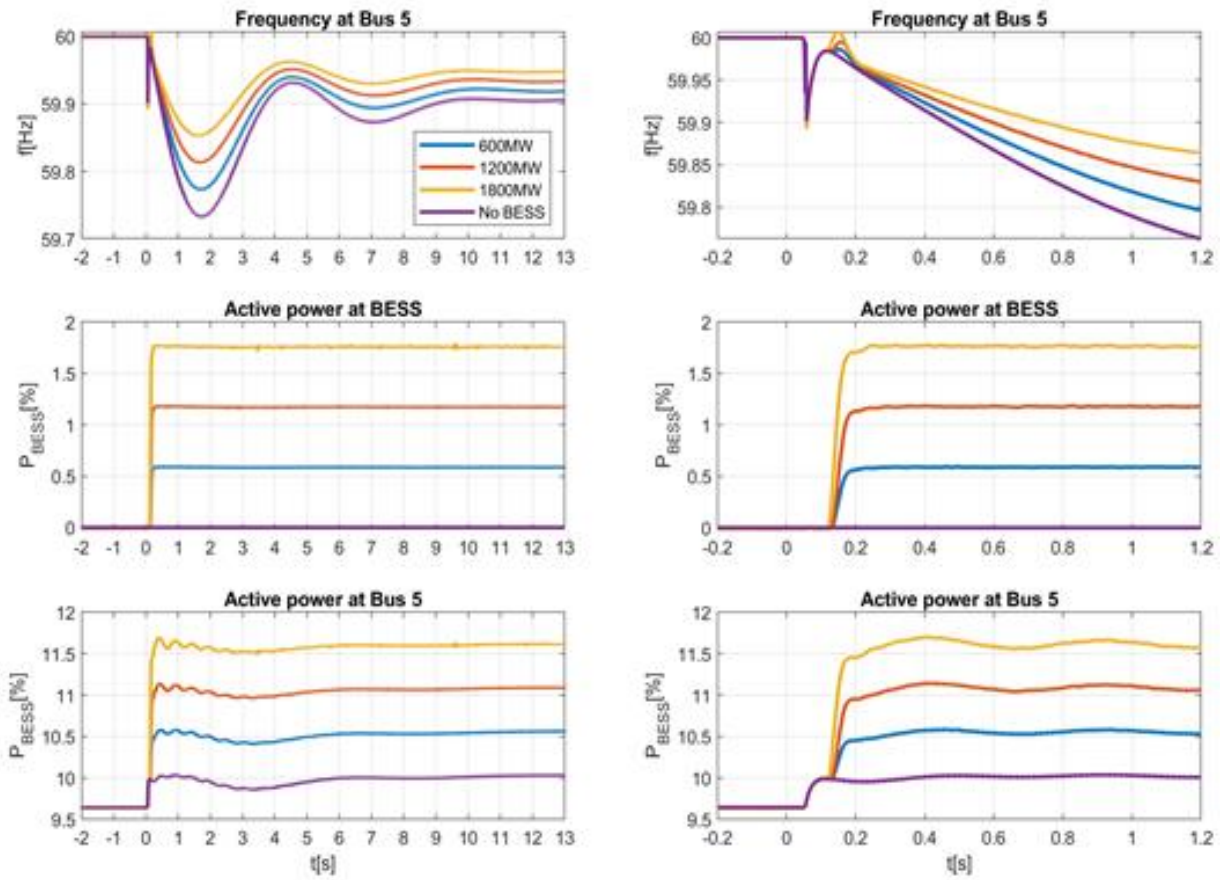 Frequency at Bus 5
60
59.9
59.8
59.7
f[Hz]
-2 -1 0 1 2 3 4 5 6 7 8 9 10 11 12 13
600MW
1200MW
1800MW
No BESS
Frequency at Bus 5
60
59.95
59.9
59.85
59.8
f[Hz]
-0.2 0 0.2 0.4 0.6 0.8 1 1.2
Active power at BESS
2
1.5
1
0.5
0
P_BESS[%]
-2 -1 0 1 2 3 4 5 6 7 8 9 10 11 12 13
Active power at BESS
2
1.5
1
0.5
0
P_BESS[%]
-0.2 0 0.2 0.4 0.6 0.8 1 1.2
Active power at Bus 5
12
11.5
11
10.5
10
9.5
P_BESS[%]
-2 -1 0 1 2 3 4 5 6 7 8 9 10 11 12 13
t[s]
Active power at Bus 5
12
11.5
11
10.5
10
9.5
P_BESS[%]
-0.2 0 0.2 0.4 0.6 0.8 1 1.2
t[s]